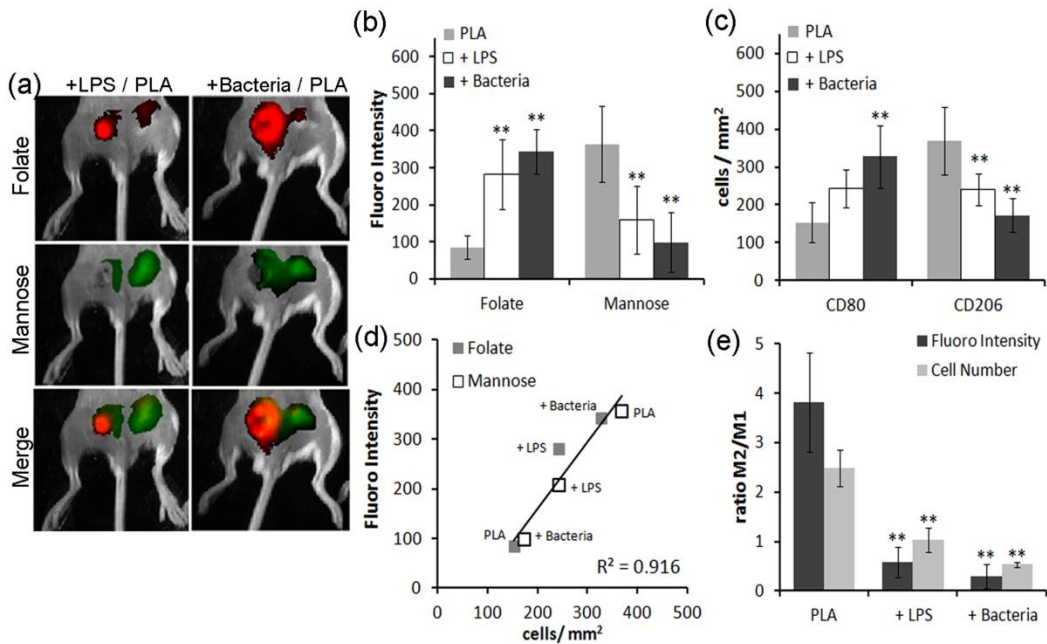 (a)
+LPS / PLA
+Bacteria / PLA
Folate
Mannose
Merge
(b)
PLA
+ LPS
+ Bacteria
Fluoro Intensity
600
500
400
300
200
100
0
**
**
**
**
Folate
Mannose
(c)
PLA
+ LPS
+ Bacteria
cells / mm²
600
500
400
300
200
100
0
**
**
**
CD80
CD206
(d)
Folate
Mannose
Fluoro Intensity
500
400
300
200
100
0
+ Bacteria
PLA
+ LPS
+ LPS
PLA
+ Bacteria
R² = 0.916
0
100
200
300
400
500
cells/ mm²
(e)
Fluoro Intensity
Cell Number
ratio M2/M1
5
4
3
2
1
0
**
**
**
**
PLA
+ LPS
+ Bacteria